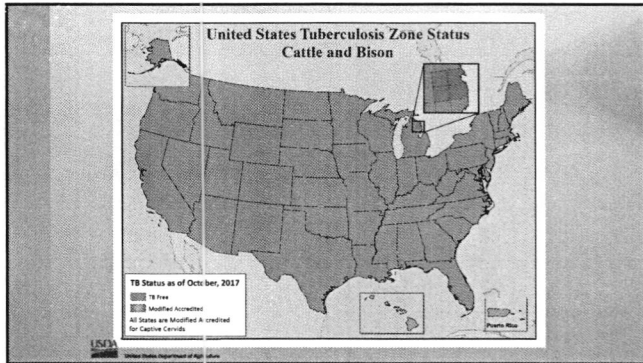 United States Tuberculosis Zone Status
Cattle and Bison
TB Status as of October, 2017
TB Free
Modified Accredited
All States are Modified Accredited
for Captive Cervids
Puerto Rico
USDA
United States Department of Agriculture